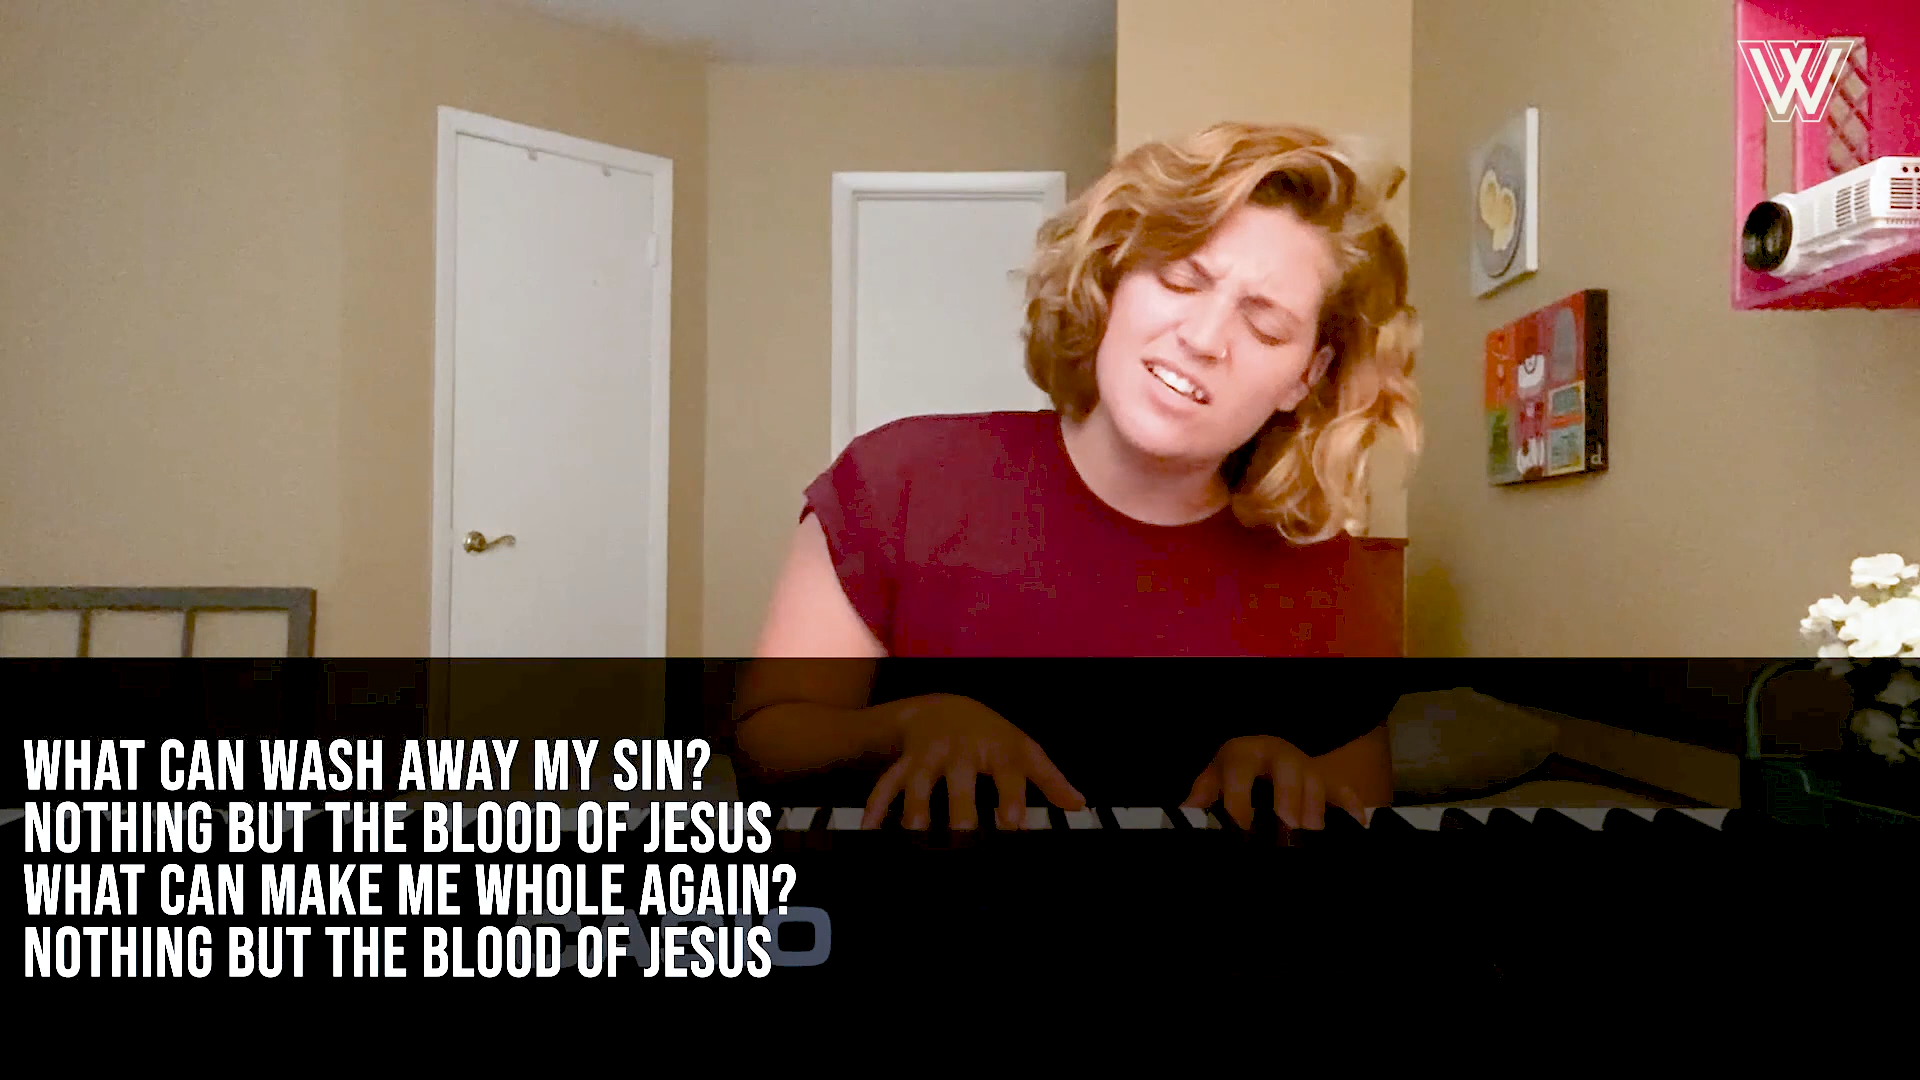 W
WHAT CAN WASH AWAY MY SIN?
NOTHING BUT THE BLOOD OF JESUS
WHAT CAN MAKE ME WHOLE AGAIN?
NOTHING BUT THE BLOOD OF JESUS
CASIO